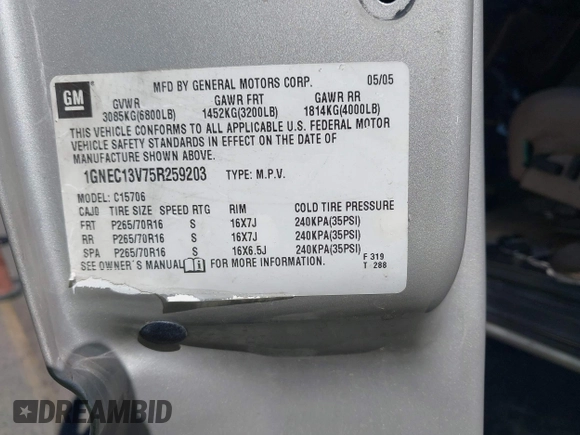 GM
MFD BY GENERAL MOTORS CORP. 05/05
GVWR GAWR FRT GAWR RR
3085KG(6800LB) 1452KG(3200LB) 1814KG(4000LB)
THIS VEHICLE CONFORMS TO ALL APPLICABLE U.S. FEDERAL MOTOR
VEHICLE SAFETY STANDARDS IN EFFECT ON THE DATE OF
MANUFACTURE SHOWN ABOVE.
1GNEC13V75R259203 TYPE: M.P.V.
MODEL: C15706
CAJO TIRE SIZE SPEED RTG RIM COLD TIRE PRESSURE
FRT P265/70R16 S 16X7J 240KPA(35PSI)
RR P265/70R16 S 16X7J 240KPA(35PSI)
SPA P265/70R16 S 16X6.5J 240KPA(35PSI)
SEE OWNER'S MANUAL FOR MORE INFORMATION.
F 319
T 288
DREAMBID